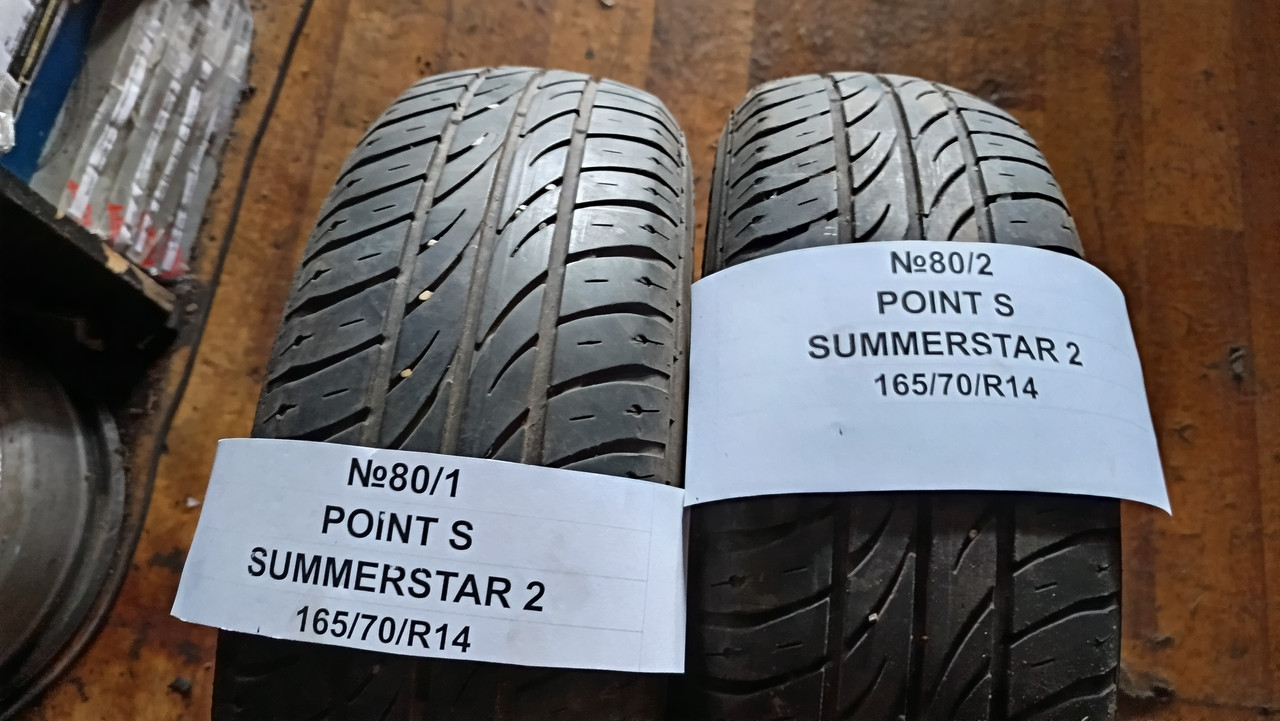 №80/1
POINT S
SUMMERSTAR 2
165/70/R14
№80/2
POINT S
SUMMERSTAR 2
165/70/R14